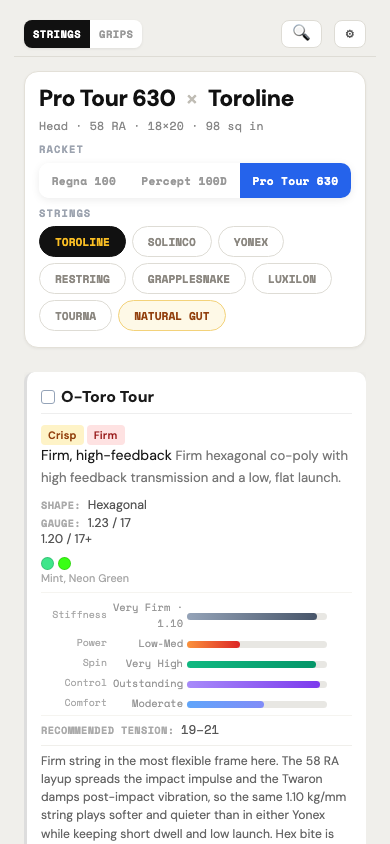 STRINGS GRIPS
Pro Tour 630 × Toroline
Head · 58 RA · 18×20 · 98 sq in
RACKET
Regna 100 Percept 100D Pro Tour 630
STRINGS
TOROLINE SOLINCO YONEX
RESTRING GRAPPLESNAKE LUXILON
TOURNA NATURAL GUT
O-Toro Tour
Crisp Firm
Firm, high-feedback Firm hexagonal co-poly with
high feedback transmission and a low, flat launch.
SHAPE: Hexagonal
GAUGE: 1.23 / 17
1.20 / 17+
Mint, Neon Green
Stiffness Very Firm ·
1.10
Power Low-Med
Spin Very High
Control Outstanding
Comfort Moderate
RECOMMENDED TENSION: 19–21
Firm string in the most flexible frame here. The 58 RA
layup spreads the impact impulse and the Twaron
damps post-impact vibration, so the same 1.10 kg/mm
string plays softer and quieter than in either Yonex
while keeping short dwell and low launch. Hex bite is